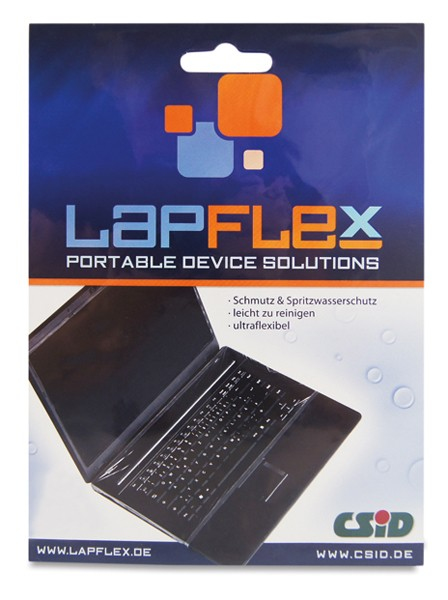 LAPFLEX
PORTABLE DEVICE SOLUTIONS
· Schmutz & Spritzwasserschutz
· leicht zu reinigen
· ultraflexibel
CSiD
WWW.LAPFLEX.DE
WWW.CSID.DE